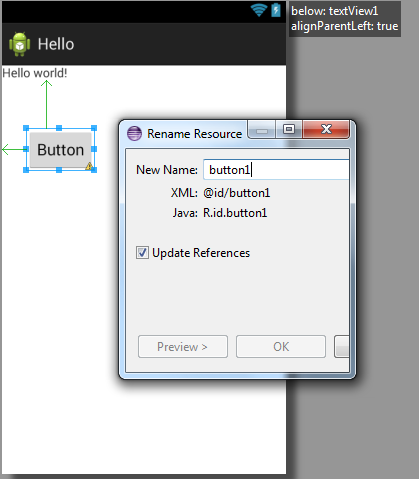 below: textView1
alignParentLeft: true
Hello
Hello world!
Button
Rename Resource
New Name: button1
XML: @id/button1
Java: R.id.button1
Update References
Preview > OK